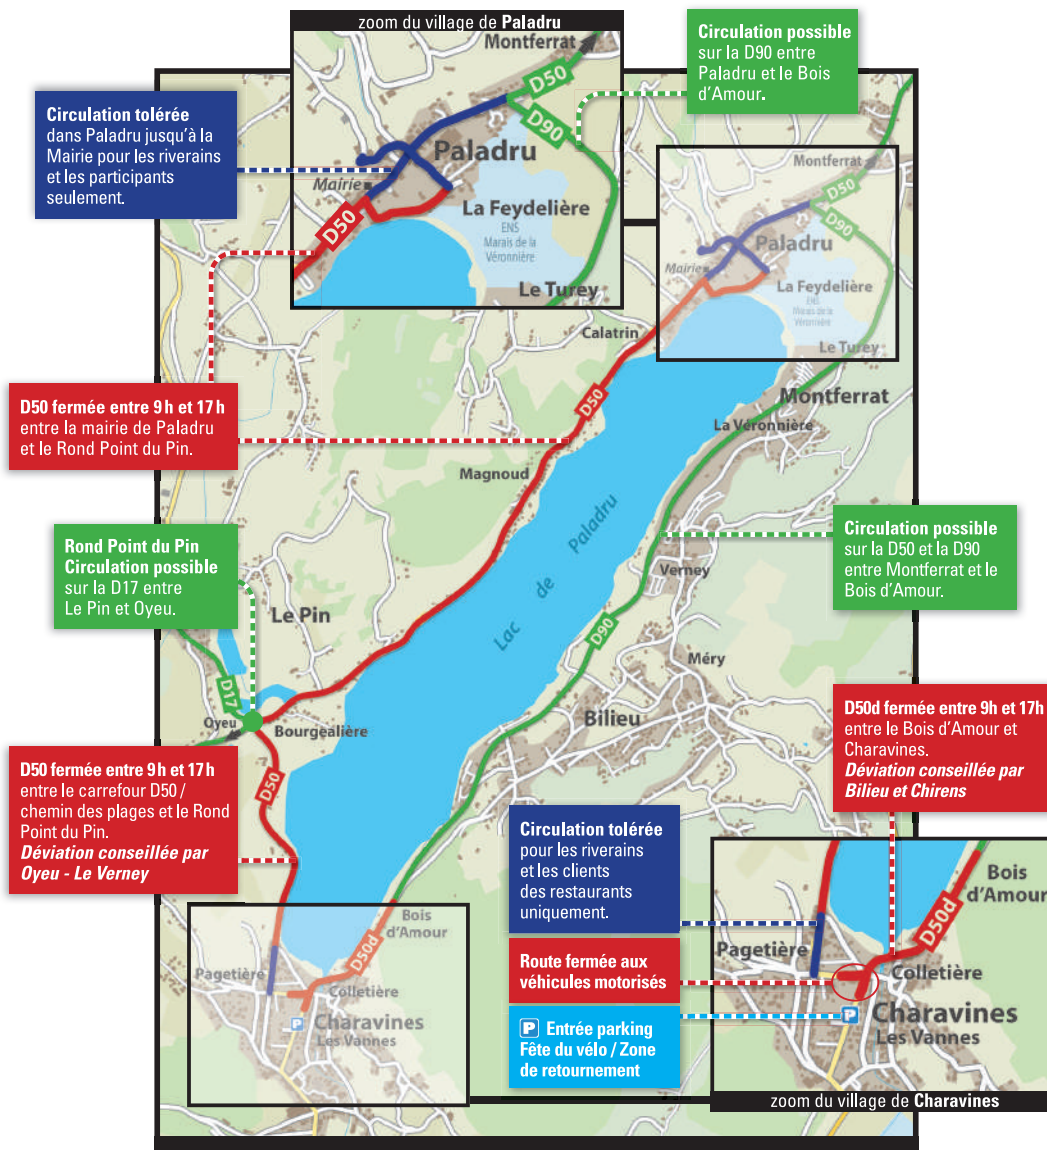 zoom du village de Paladru
Montferrat
D50
D90
Paladru
Mairie
D50
La Feydelière
ENS
Marais de la
Véronnière
Le Turey
Circulation possible
sur la D90 entre
Paladru et le Bois
d'Amour.
Circulation tolérée
dans Paladru jusqu'à la
Mairie pour les riverains
et les participants
seulement.
Montferrat
D50
D90
Paladru
Mairie
La Feydelière
ENS
Marais de la
Véronnière
Le Turey
Calatrin
D50 fermée entre 9h et 17h
entre la mairie de Paladru
et le Rond Point du Pin.
D50
Montferrat
La Véronnière
Magnoud
Lac de Paladru
Circulation possible
sur la D50 et la D90
entre Montferrat et le
Bois d'Amour.
Rond Point du Pin
Circulation possible
sur la D17 entre
Le Pin et Oyeu.
Verney
Le Pin
D90
Méry
D17
Oyeu
Bourgealière
Bilieu
D50d fermée entre 9h et 17h
entre le Bois d'Amour et
Charavines.
Déviation conseillée par
Bilieu et Chirens
D50 fermée entre 9h et 17h
entre le carrefour D50 /
chemin des plages et le Rond
Point du Pin.
Déviation conseillée par
Oyeu - Le Verney
D50
Circulation tolérée
pour les riverains
et les clients
des restaurants
uniquement.
Route fermée aux
véhicules motorisés
P Entrée parking
Fête du vélo / Zone
de retournement
Bois
d'Amour
D50d
Pagetière
Colletière
P
Charavines
Les Vannes
Bois
d'Amour
D50d
Pagetière
Colletière
P
Charavines
Les Vannes
zoom du village de Charavines